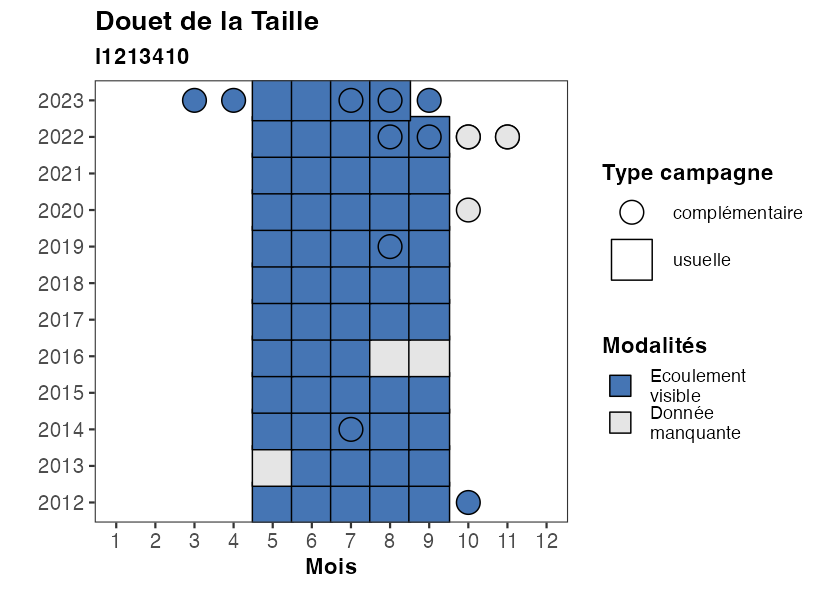 Douet de la Taille
I1213410
2023
2022
2021
2020
2019
2018
2017
2016
2015
2014
2013
2012
1 2 3 4 5 6 7 8 9 10 11 12
Mois
Type campagne
complémentaire
usuelle
Modalités
Ecoulement
visible
Donnée
manquante